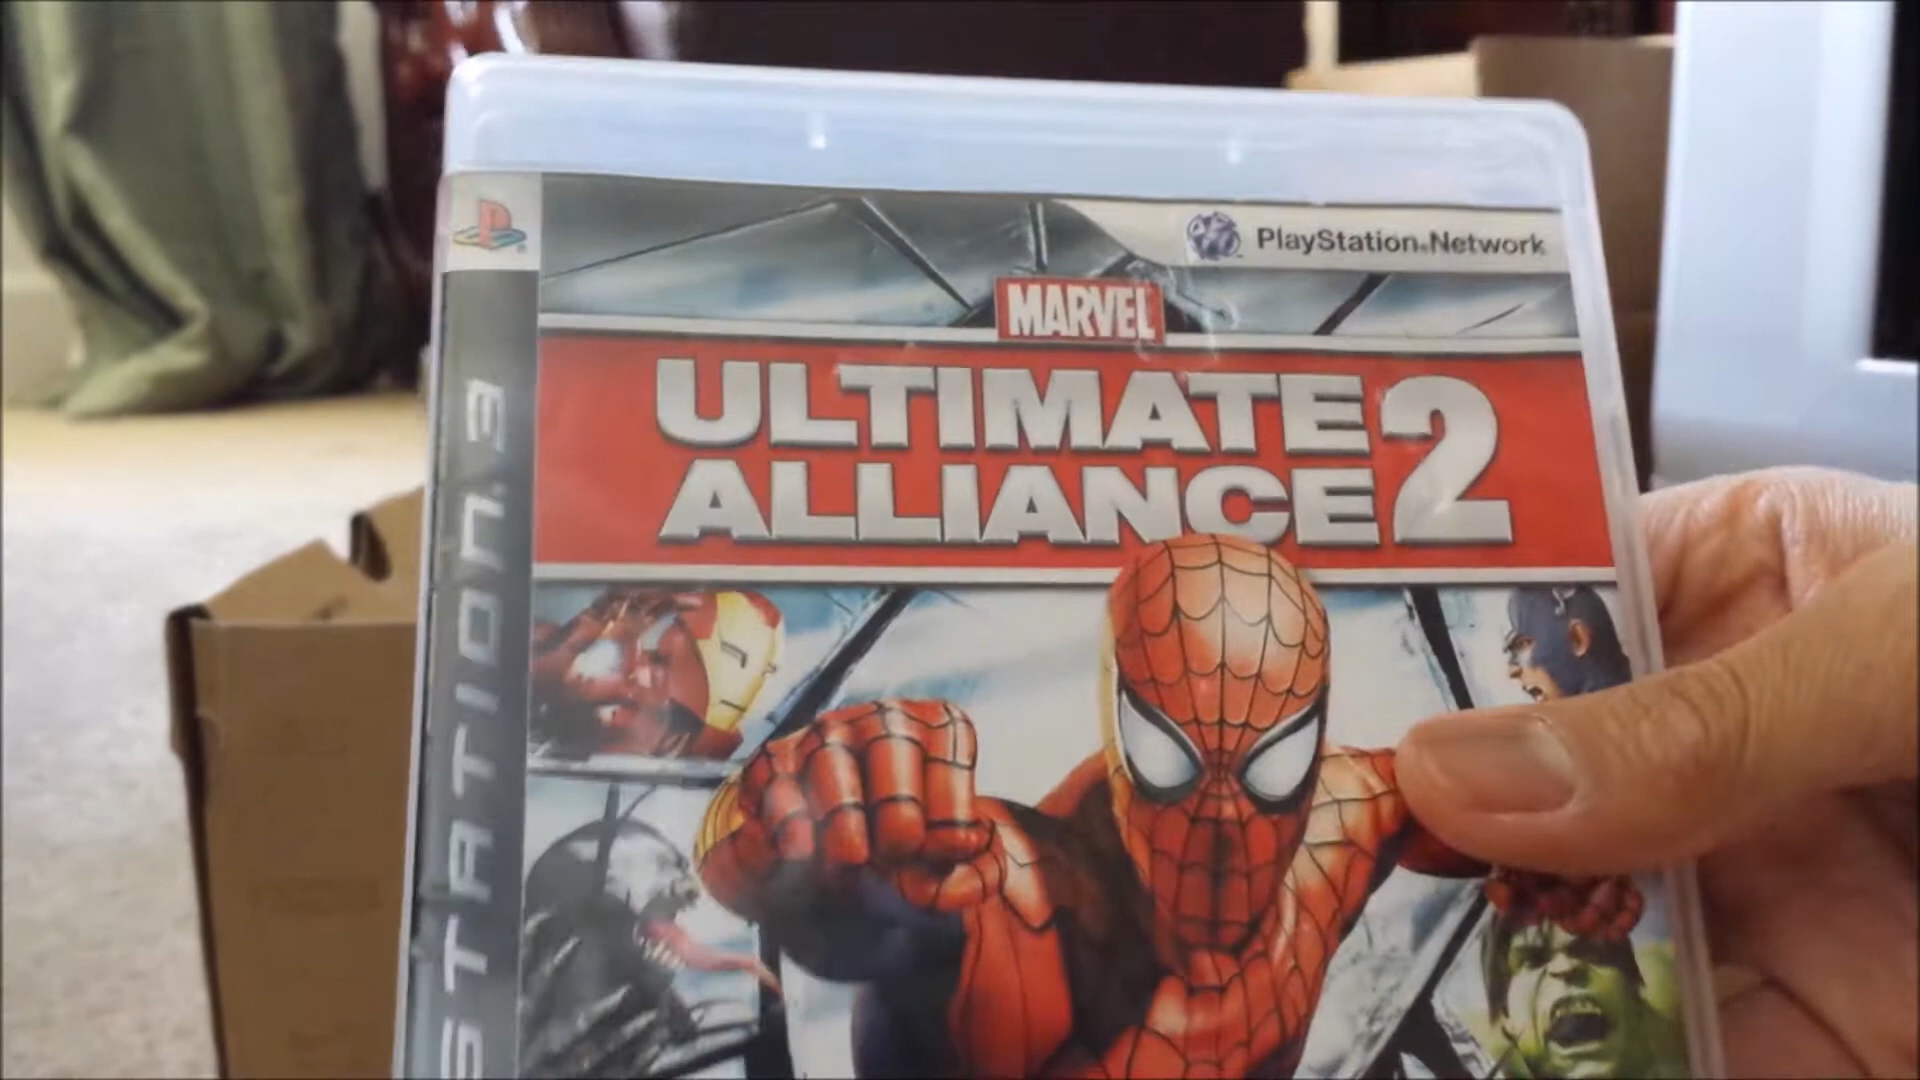 PlayStation®Network
MARVEL
ULTIMATE
ALLIANCE 2
STATION®3